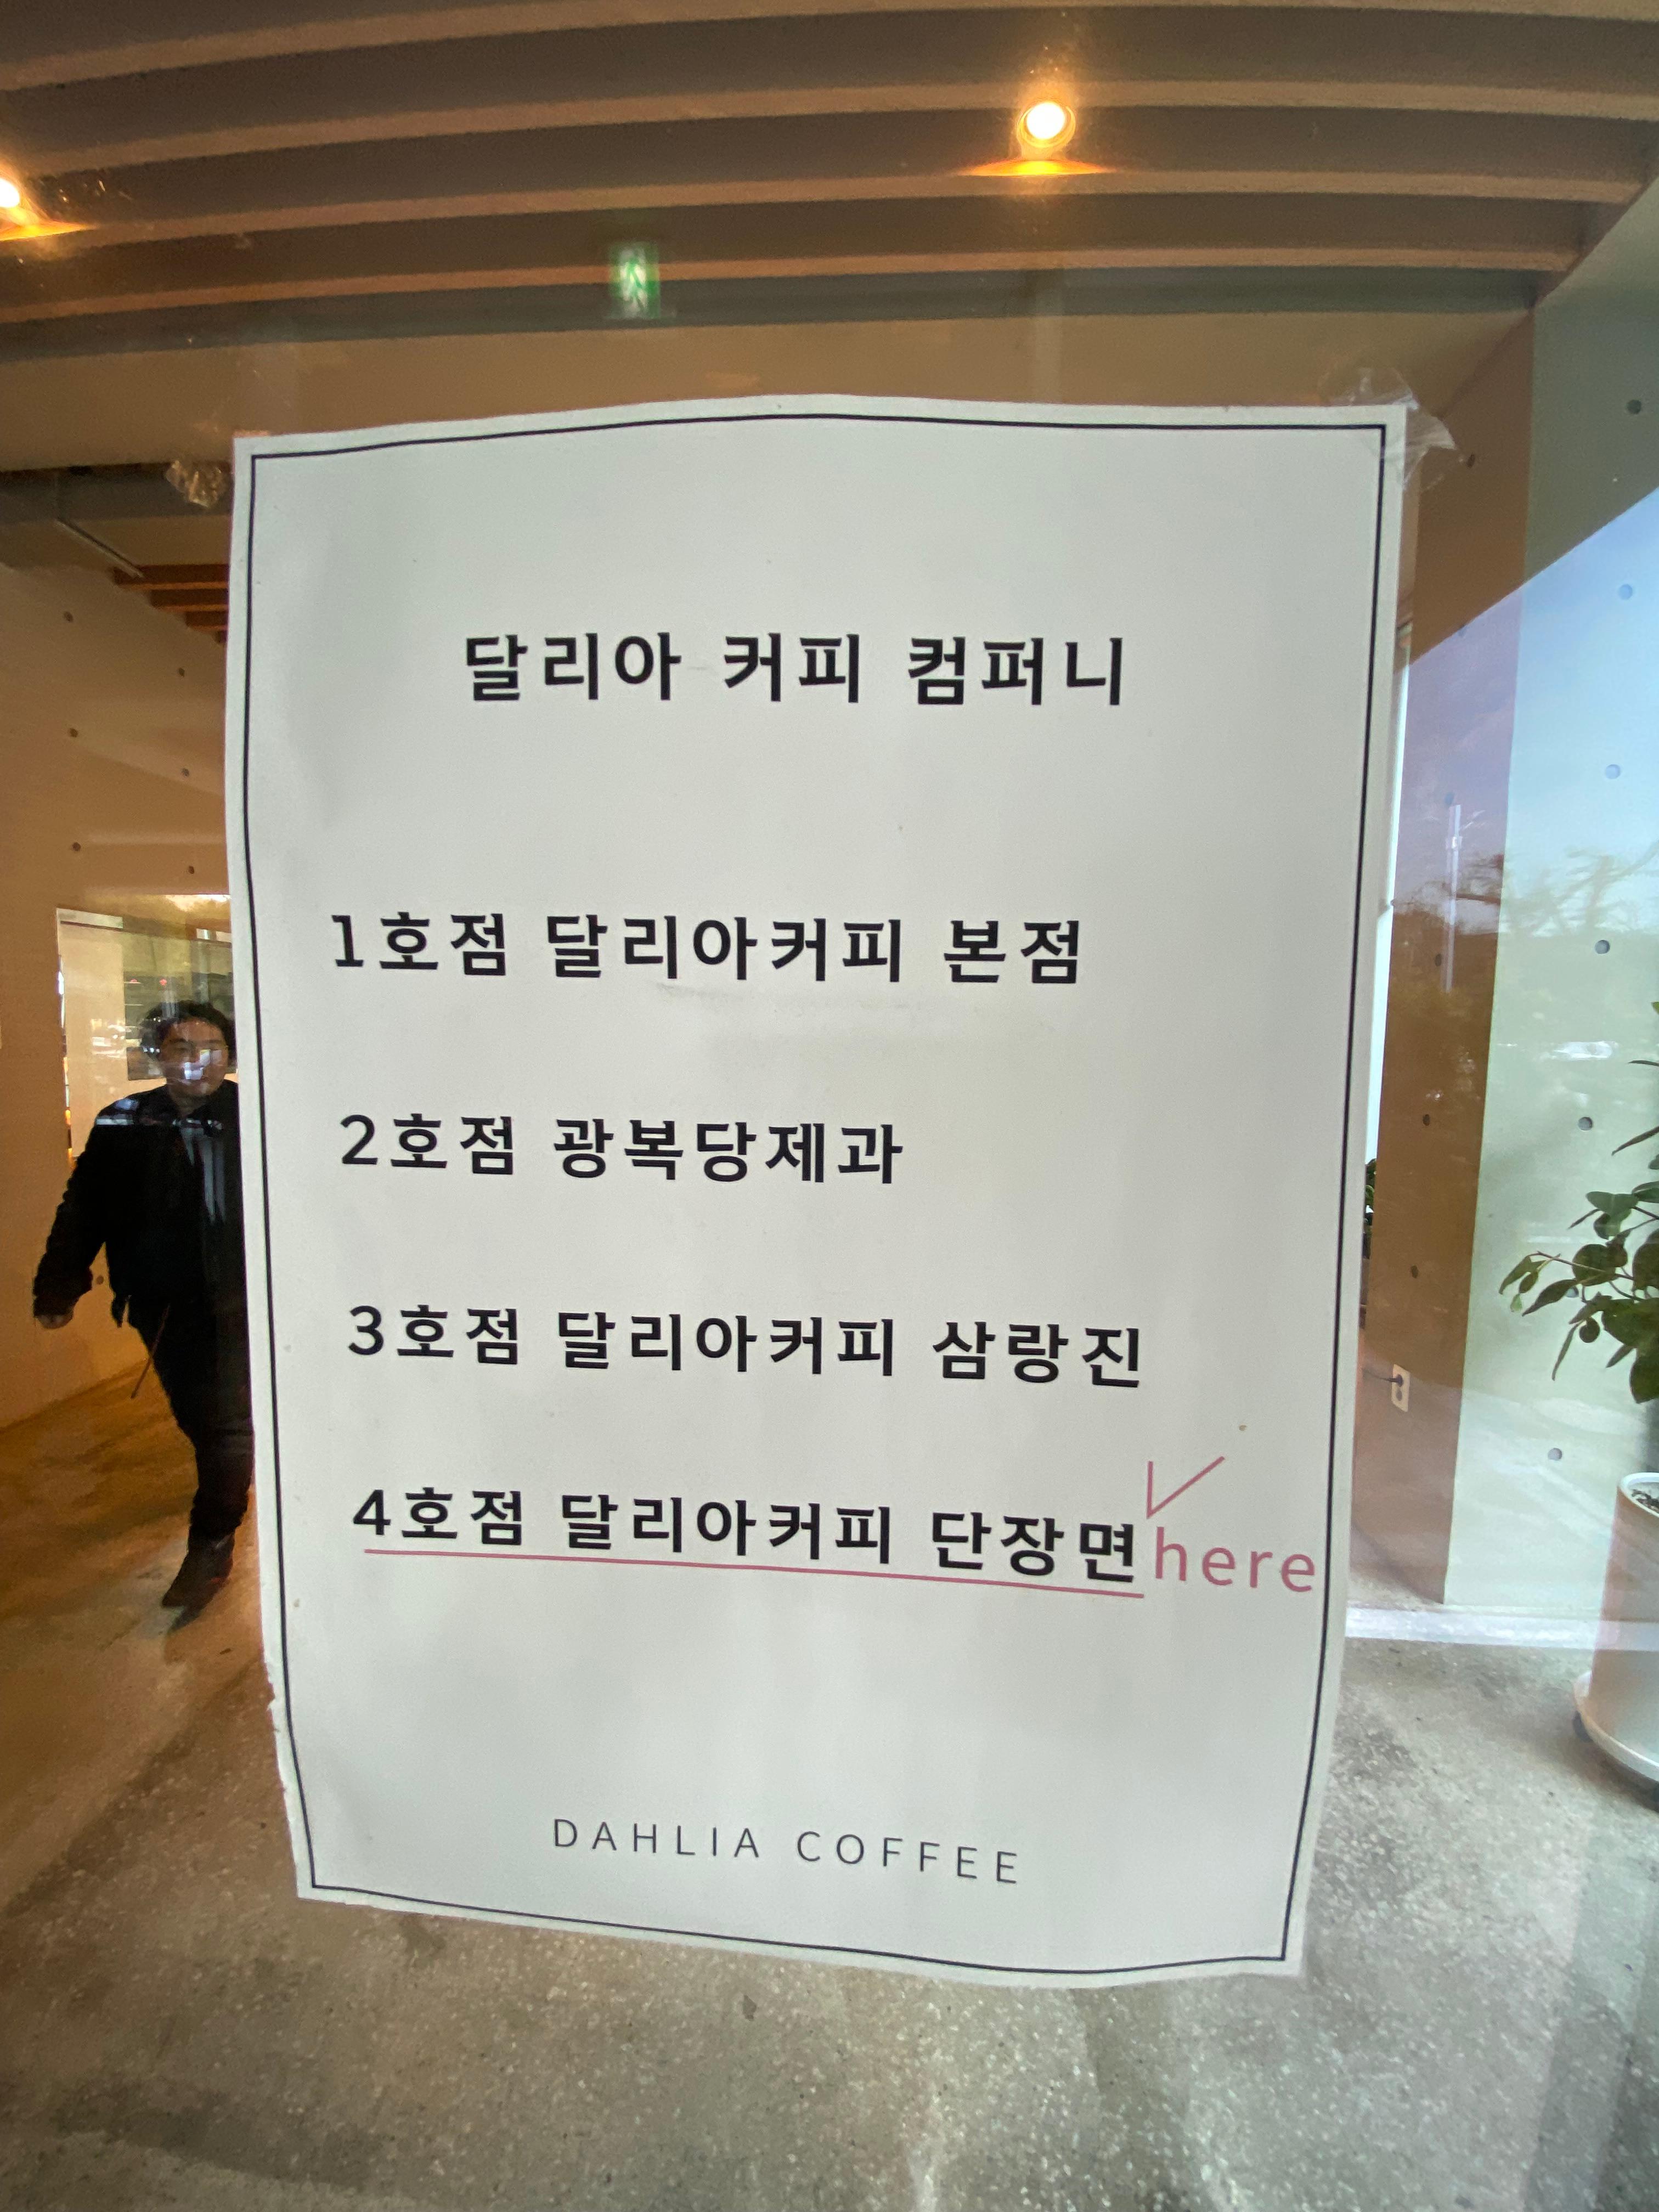 달리아 커피 컴퍼니
1호점 달리아커피 본점
2호점 광복당제과
3호점 달리아커피 삼랑진
4호점 달리아커피 단장면 here
DAHLIA COFFEE